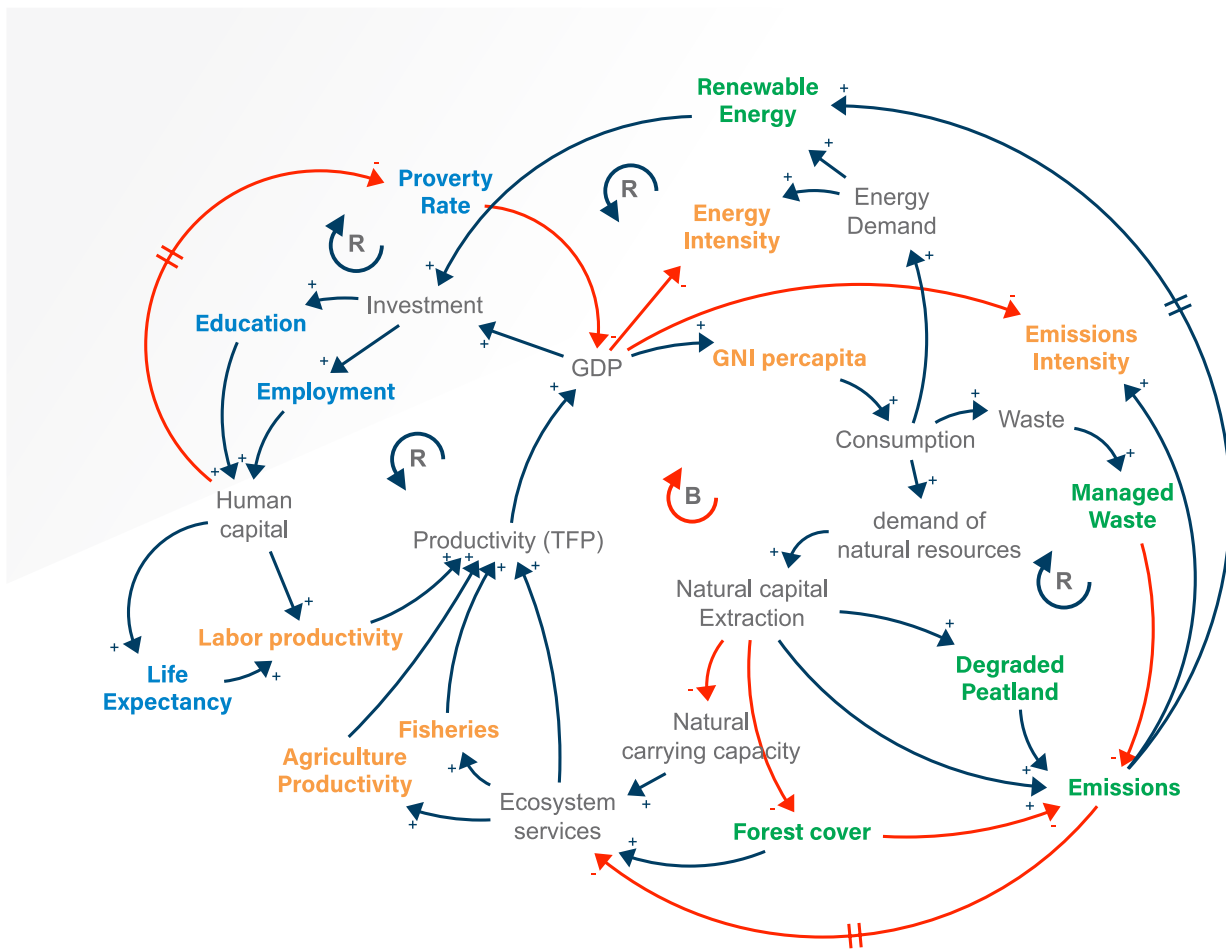 Renewable
Energy
Proverty
Rate
R
R
Energy
Intensity
Energy
Demand
Investment
Education
GDP
GNI percapita
Emissions
Intensity
Employment
Consumption
Waste
R
B
Human
capital
Managed
Waste
Productivity (TFP)
demand of
natural resources
R
Natural capital
Extraction
Labor productivity
Life
Expectancy
Degraded
Peatland
Natural
carrying capacity
Fisheries
Agriculture
Productivity
Ecosystem
services
Forest cover
Emissions